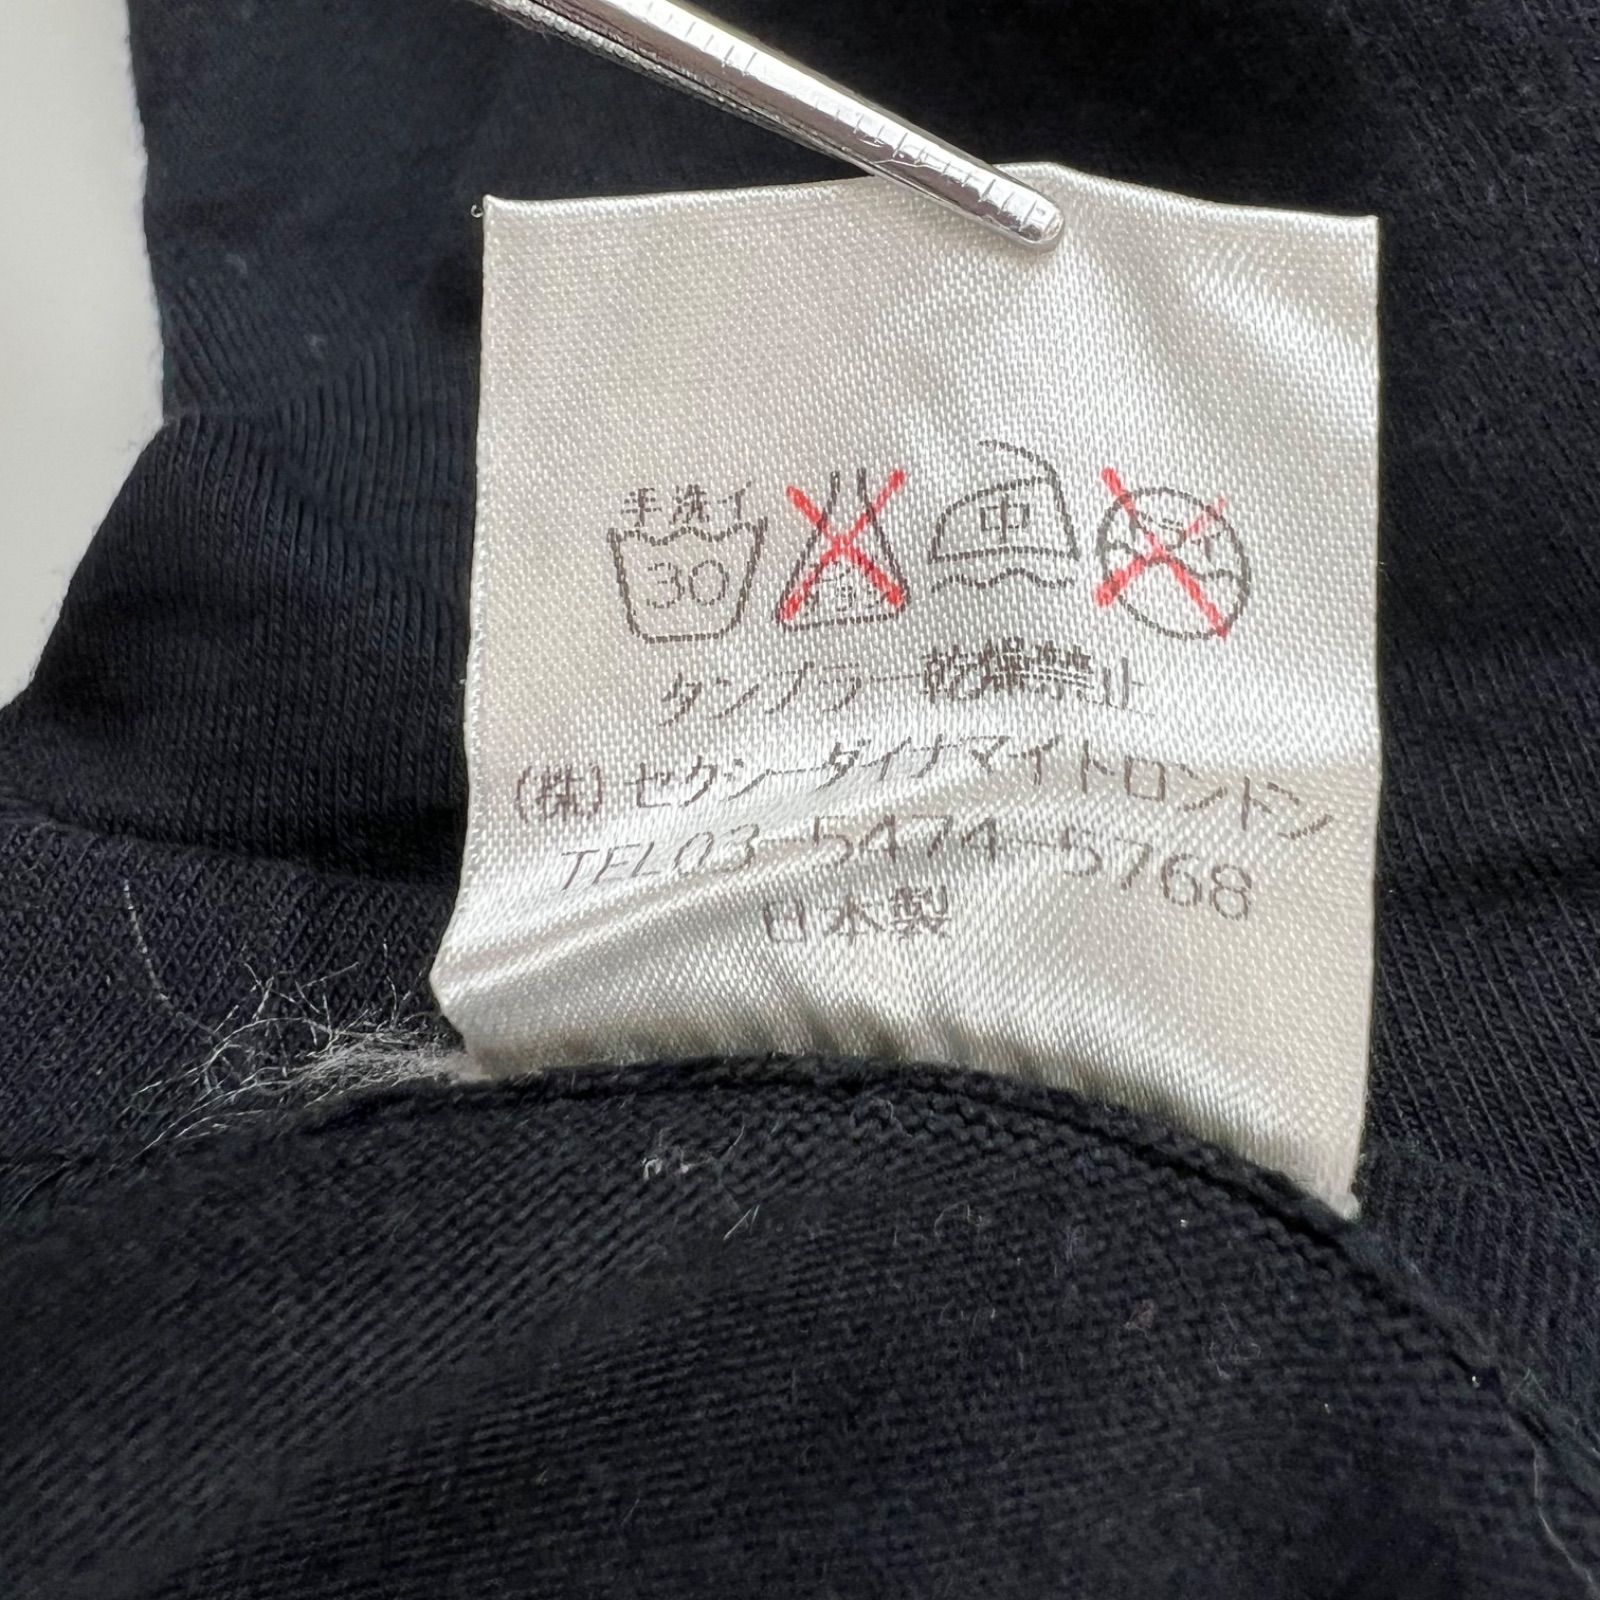 手洗イ
30 中
タンブラー乾燥禁止
(株)セクシーダイナマイトロンドン
TEL03-5474-5768
日本製